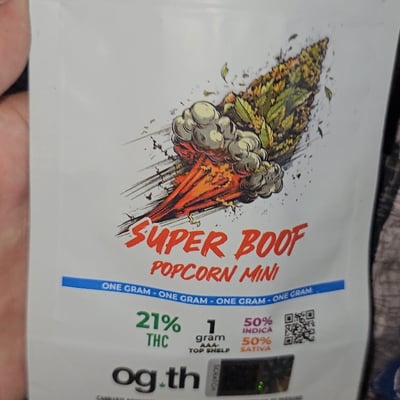 SUPER BOOF
POPCORN MINI
ONE GRAM - ONE GRAM - ONE GRAM - ONE GRAM
21%
THC
1
gram
AAA-
TOP SHELF
50%
INDICA
50%
SATIVA
og.th
SCRATCH